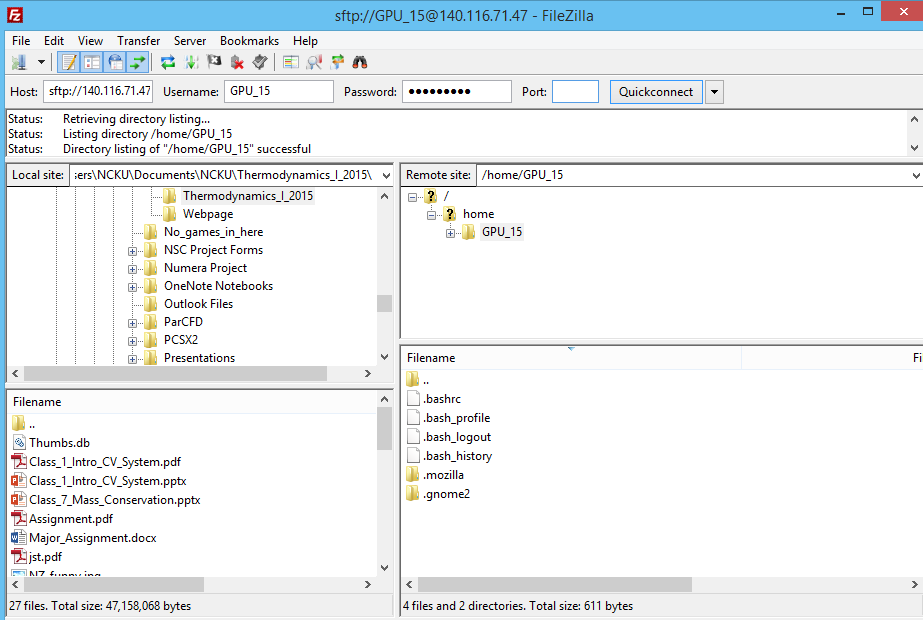 Fz
sftp://GPU_15@140.116.71.47 - FileZilla
File Edit View Transfer Server Bookmarks Help
Host: sftp://140.116.71.47 Username: GPU_15 Password: ●●●●●●●●● Port: Quickconnect
Status: Retrieving directory listing...
Status: Listing directory /home/GPU_15
Status: Directory listing of "/home/GPU_15" successful
Local site: :ers\NCKU\Documents\NCKU\Thermodynamics_I_2015\
Thermodynamics_I_2015
Webpage
No_games_in_here
NSC Project Forms
Numera Project
OneNote Notebooks
Outlook Files
ParCFD
PCSX2
Presentations
Filename
..
Thumbs.db
Class_1_Intro_CV_System.pdf
Class_1_Intro_CV_System.pptx
Class_7_Mass_Conservation.pptx
Assignment.pdf
Major_Assignment.docx
jst.pdf
NZ-funny.jpg
27 files. Total size: 47,158,068 bytes
Remote site: /home/GPU_15
/
home
GPU_15
Filename Fi
..
.bashrc
.bash_profile
.bash_logout
.bash_history
.mozilla
.gnome2
4 files and 2 directories. Total size: 611 bytes